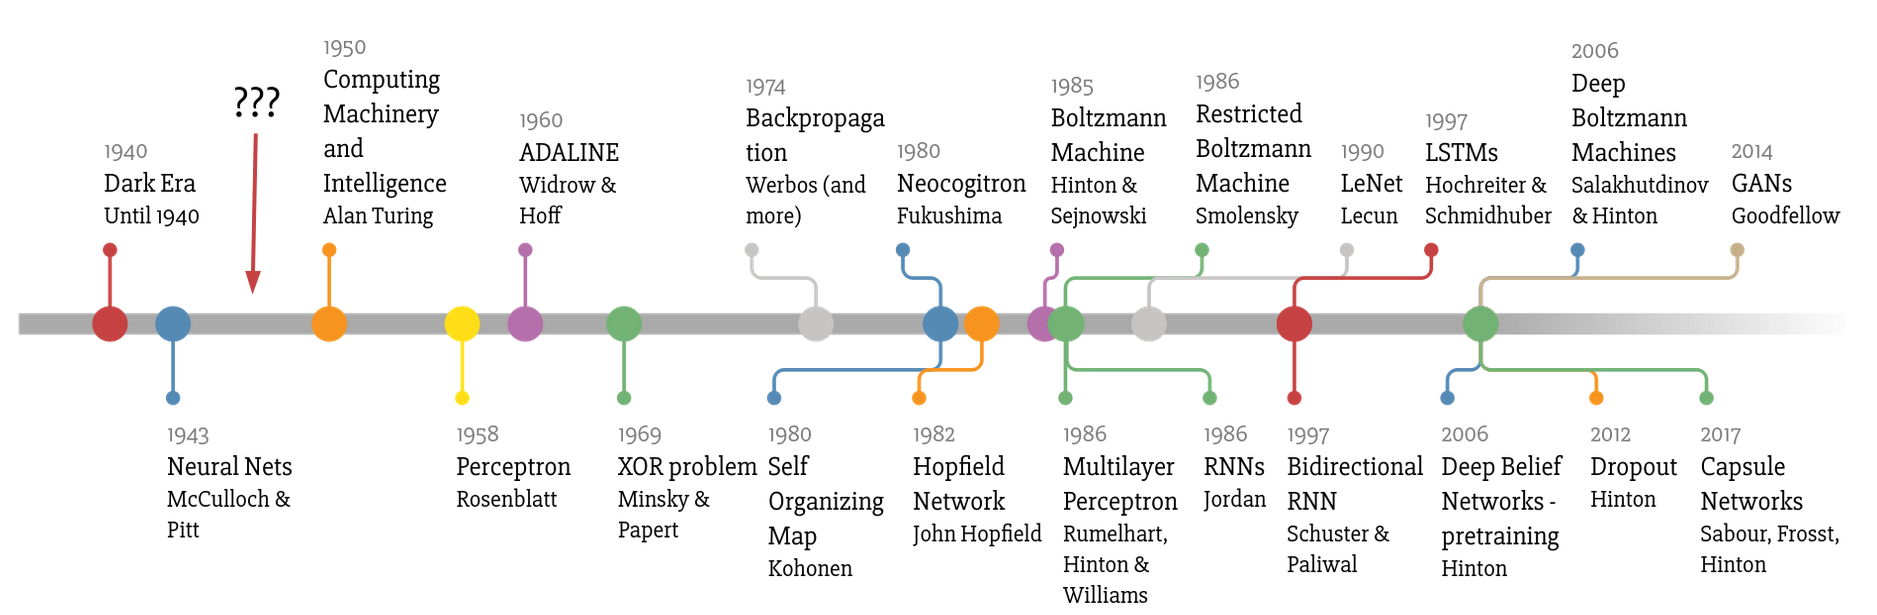 ???
1940
Dark Era
Until 1940
1950
Computing
Machinery
and
Intelligence
Alan Turing
1960
ADALINE
Widrow &
Hoff
1974
Backpropaga
tion
Werbos (and
more)
1980
Neocogitron
Fukushima
1985
Boltzmann
Machine
Hinton &
Sejnowski
1986
Restricted
Boltzmann
Machine
Smolensky
1990
LeNet
Lecun
1997
LSTMs
Hochreiter &
Schmidhuber
2006
Deep
Boltzmann
Machines
Salakhutdinov
& Hinton
2014
GANs
Goodfellow
1943
Neural Nets
McCulloch &
Pitt
1958
Perceptron
Rosenblatt
1969
XOR problem
Minsky &
Papert
1980
Self
Organizing
Map
Kohonen
1982
Hopfield
Network
John Hopfield
1986
Multilayer
Perceptron
Rumelhart,
Hinton &
Williams
1986
RNNs
Jordan
1997
Bidirectional
RNN
Schuster &
Paliwal
2006
Deep Belief
Networks -
pretraining
Hinton
2012
Dropout
Hinton
2017
Capsule
Networks
Sabour, Frosst,
Hinton